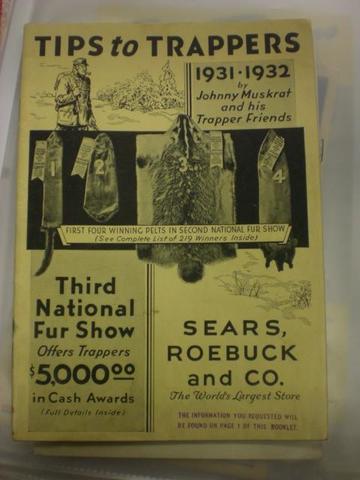 TIPS to TRAPPERS
1931-1932
by
Johnny Muskrat
and his
Trapper Friends
1
2
3
4
FIRST FOUR WINNING PELTS IN SECOND NATIONAL FUR SHOW
(See Complete List of 219 Winners Inside)
Third
National
Fur Show
Offers Trappers
$5,000.00
in Cash Awards
(Full Details Inside)
SEARS,
ROEBUCK
and CO.
The World's Largest Store
THE INFORMATION YOU REQUESTED WILL
BE FOUND ON PAGE 1 OF THIS BOOKLET.